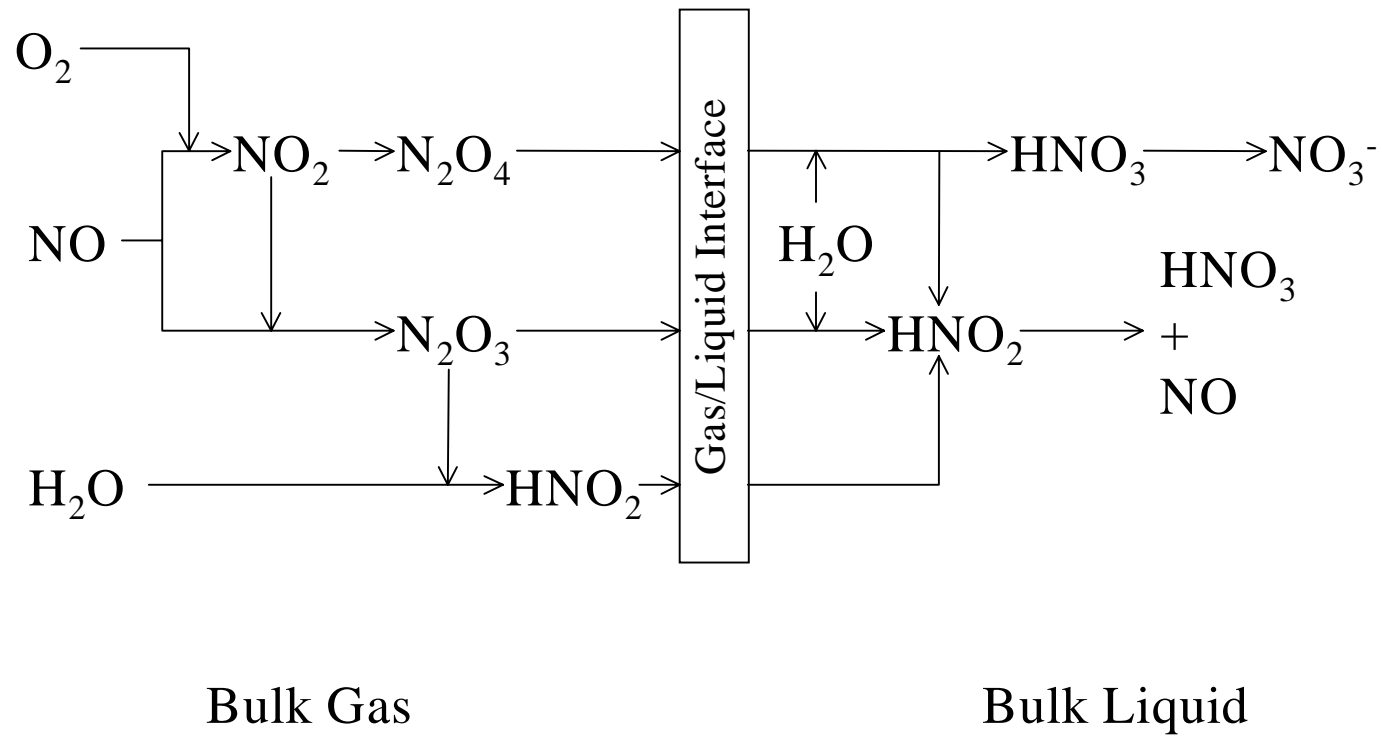 O₂
NO₂ N₂O₄ HNO₃ NO₃⁻
NO H₂O HNO₃
Gas/Liquid Interface
N₂O₃ HNO₂ +
NO
H₂O HNO₂
Bulk Gas Bulk Liquid